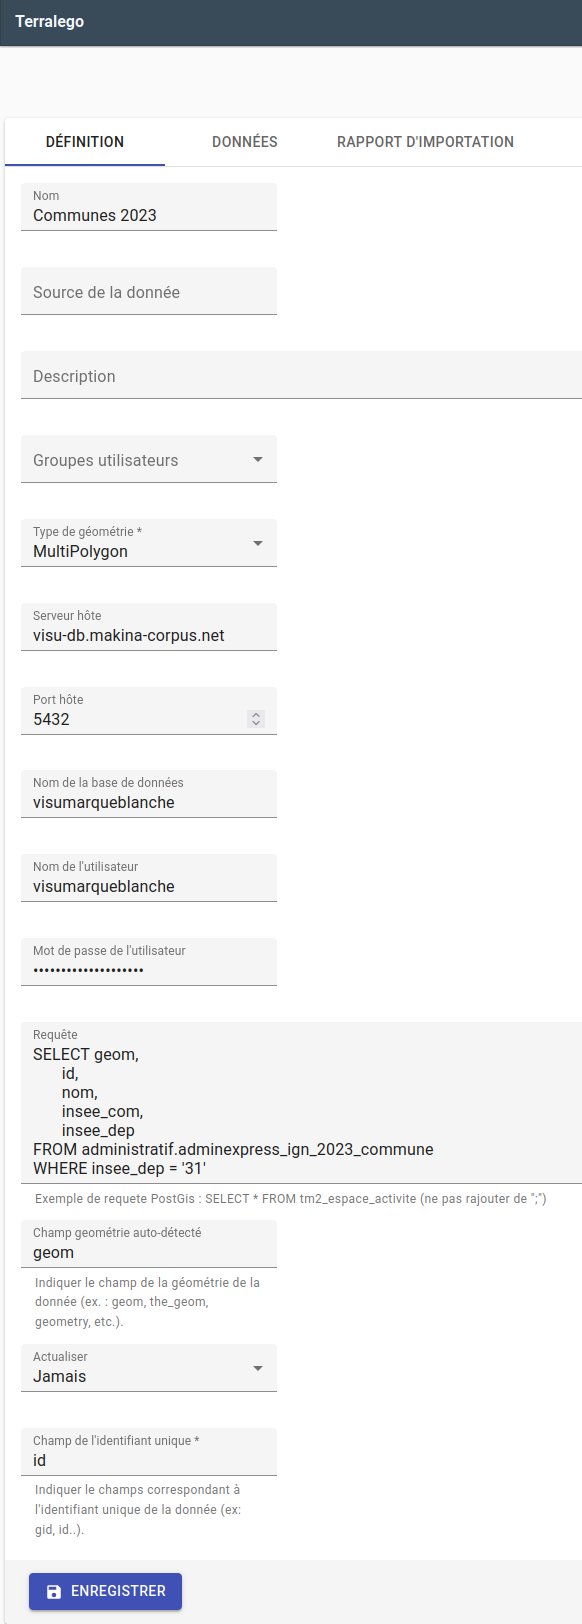 Terralego
DÉFINITION DONNÉES RAPPORT D'IMPORTATION
Nom
Communes 2023
Source de la donnée
Description
Groupes utilisateurs
Type de géométrie *
MultiPolygon
Serveur hôte
visu-db.makina-corpus.net
Port hôte
5432
Nom de la base de données
visumarqueblanche
Nom de l'utilisateur
visumarqueblanche
Mot de passe de l'utilisateur
••••••••••••••••••••
Requête
SELECT geom,
id,
nom,
insee_com,
insee_dep
FROM administratif.adminexpress_ign_2023_commune
WHERE insee_dep = '31'
Exemple de requete PostGis : SELECT * FROM tm2_espace_activite (ne pas rajouter de ";")
Champ geométrie auto-détecté
geom
Indiquer le champ de la géométrie de la
donnée (ex. : geom, the_geom,
geometry, etc.).
Actualiser
Jamais
Champ de l'identifiant unique *
id
Indiquer le champs correspondant à
l'identifiant unique de la donnée (ex:
gid, id..).
ENREGISTRER